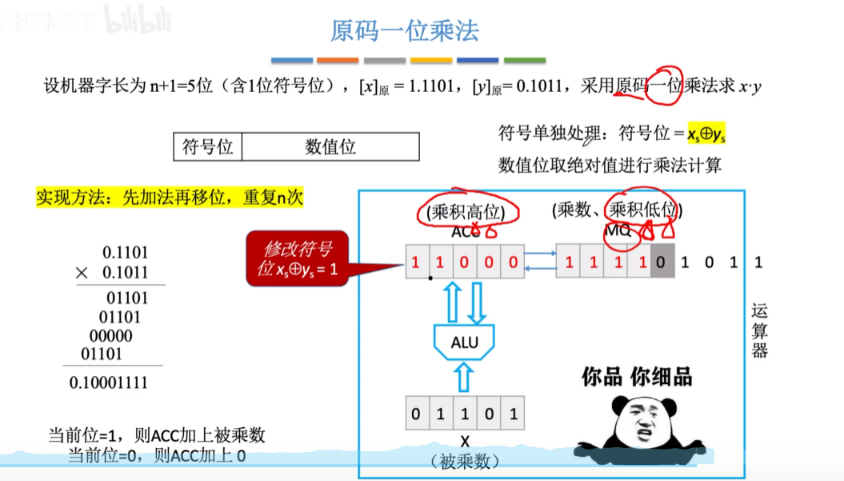 bilibili
原码一位乘法
设机器字长为 n+1=5位（含1位符号位），[x]原 = 1.1101，[y]原= 0.1011，采用原码一位乘法求 x·y
符号位 数值位
符号单独处理：符号位 = xs⊕ys
数值位取绝对值进行乘法计算
实现方法：先加法再移位，重复n次
(乘积高位)
(乘数、乘积低位)
ACC
MQ
修改符号
位 xs⊕ys = 1
1 1 0 0 0
1 1 1 1 0 1 0 1 1
0.1101
× 0.1011
01101
01101
00000
01101
0.10001111
ALU
运算器
你品 你细品
0 1 1 0 1
X
（被乘数）
当前位=1，则ACC加上被乘数
当前位=0，则ACC加上 0